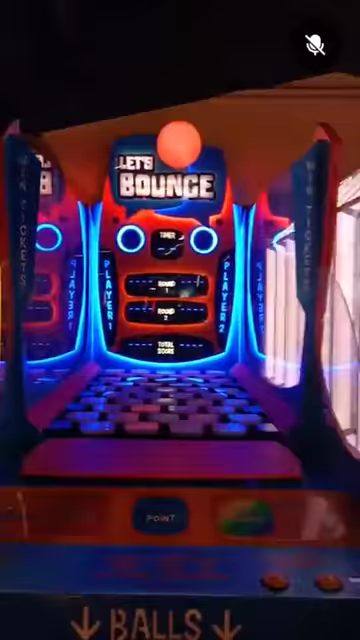 LET'S
BOUNCE
TIMER
ROUND
1
ROUND
2
TOTAL
SCORE
PLAYER 1
PLAYER 2
WIN TICKETS
WIN TICKETS
POINT
↓ BALLS ↓